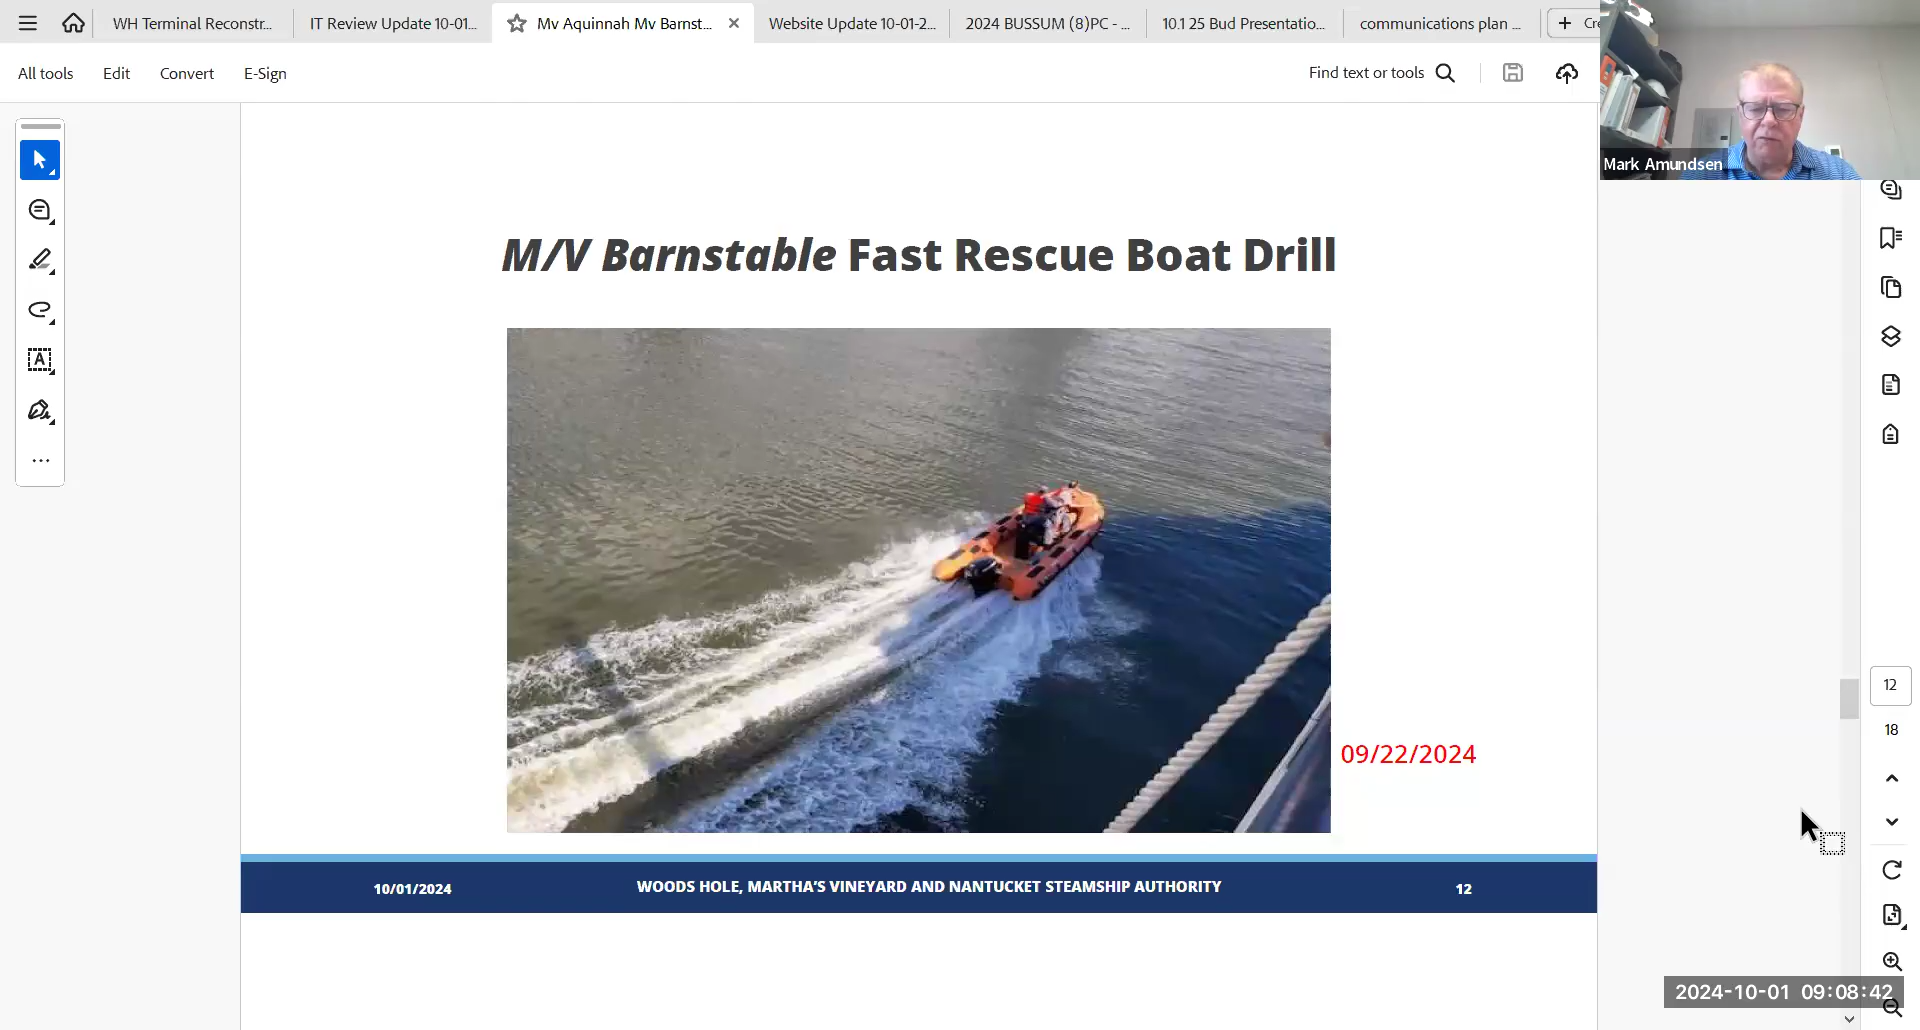 WH Terminal Reconstr...
IT Review Update 10-01...
Mv Aquinnah Mv Barnst...
Website Update 10-01-2...
2024 BUSSUM (8)PC - ...
10.1 25 Bud Presentatio...
communications plan ...
All tools
Edit
Convert
E-Sign
Find text or tools
Mark Amundsen
M/V Barnstable Fast Rescue Boat Drill
12
18
09/22/2024
10/01/2024
WOODS HOLE, MARTHA'S VINEYARD AND NANTUCKET STEAMSHIP AUTHORITY
12
2024-10-01 09:08:42